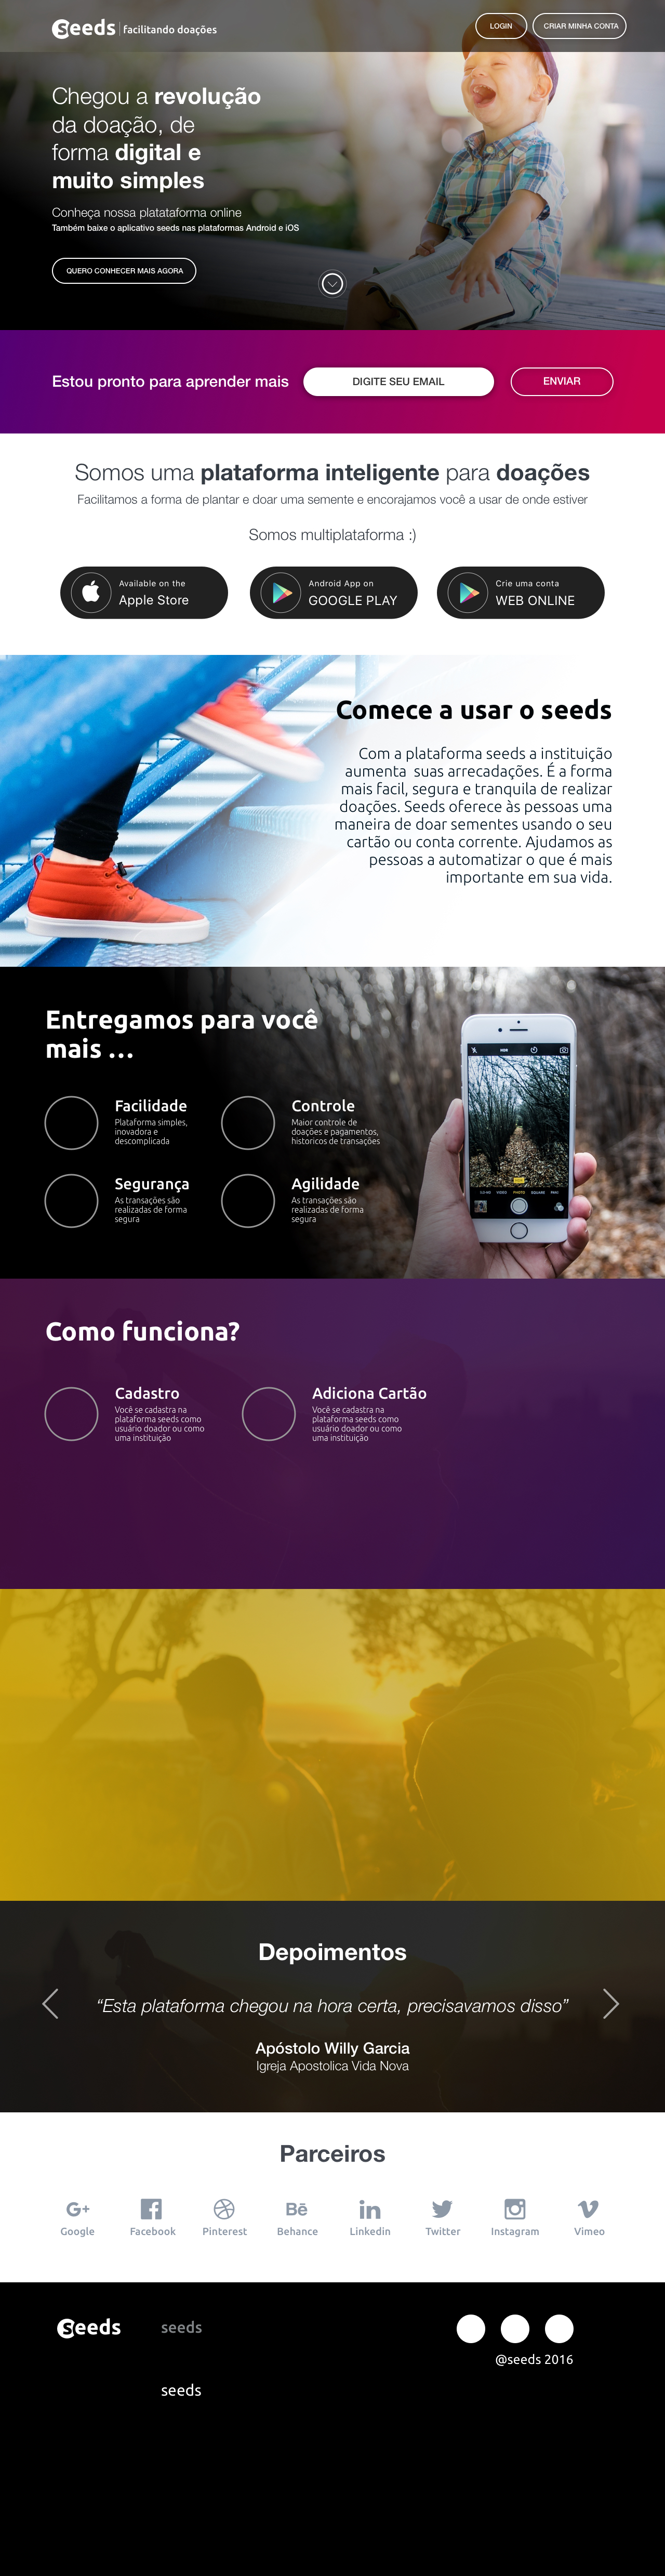 Seeds facilitando doações
LOGIN
CRIAR MINHA CONTA
Chegou a revolução
da doação, de
forma digital e
muito simples
Conheça nossa platataforma online
Também baixe o aplicativo seeds nas plataformas Android e iOS
QUERO CONHECER MAIS AGORA
Estou pronto para aprender mais
DIGITE SEU EMAIL
ENVIAR
Somos uma plataforma inteligente para doações
Facilitamos a forma de plantar e doar uma semente e encorajamos você a usar de onde estiver
Somos multiplataforma :)
Available on the
Apple Store
Android App on
GOOGLE PLAY
Crie uma conta
WEB ONLINE
Comece a usar o seeds
Com a plataforma seeds a instituição
aumenta suas arrecadações. É a forma
mais facil, segura e tranquila de realizar
doações. Seeds oferece às pessoas uma
maneira de doar sementes usando o seu
cartão ou conta corrente. Ajudamos as
pessoas a automatizar o que é mais
importante em sua vida.
Entregamos para você
mais ...
Facilidade
Plataforma simples,
inovadora e
descomplicada
Controle
Maior controle de
doações e pagamentos,
historicos de transações
Segurança
As transações são
realizadas de forma
segura
Agilidade
As transações são
realizadas de forma
segura
HDR
VIDEO
PHOTO
SQUARE
Como funciona?
Cadastro
Você se cadastra na
plataforma seeds como
usuário doador ou como
uma instituição
Adiciona Cartão
Você se cadastra na
plataforma seeds como
usuário doador ou como
uma instituição
Depoimentos
“Esta plataforma chegou na hora certa, precisavamos disso”
Apóstolo Willy Garcia
Igreja Apostolica Vida Nova
Parceiros
Google
Facebook
Pinterest
Behance
Linkedin
Twitter
Instagram
Vimeo
Seeds
seeds
@seeds 2016
seeds